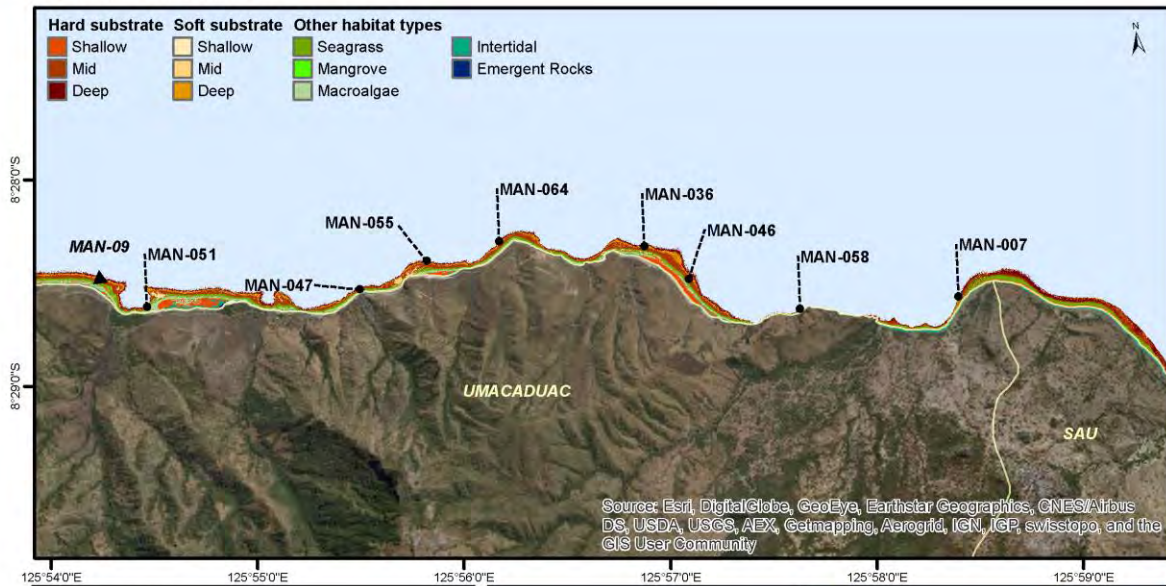 Hard substrate
Soft substrate
Other habitat types
Shallow
Shallow
Seagrass
Intertidal
Mid
Mid
Mangrove
Emergent Rocks
Deep
Deep
Macroalgae
N
8°28'0"S
8°29'0"S
MAN-064
MAN-036
MAN-055
MAN-046
MAN-09
MAN-051
MAN-007
MAN-058
MAN-047
UMACADUAC
SAU
Source: Esri, DigitalGlobe, GeoEye, Earthstar Geographics, CNES/Airbus
DS, USDA, USGS, AEX, Getmapping, Aerogrid, IGN, IGP, swisstopo, and the
GIS User Community
125°54'0"E
125°55'0"E
125°56'0"E
125°57'0"E
125°58'0"E
125°59'0"E